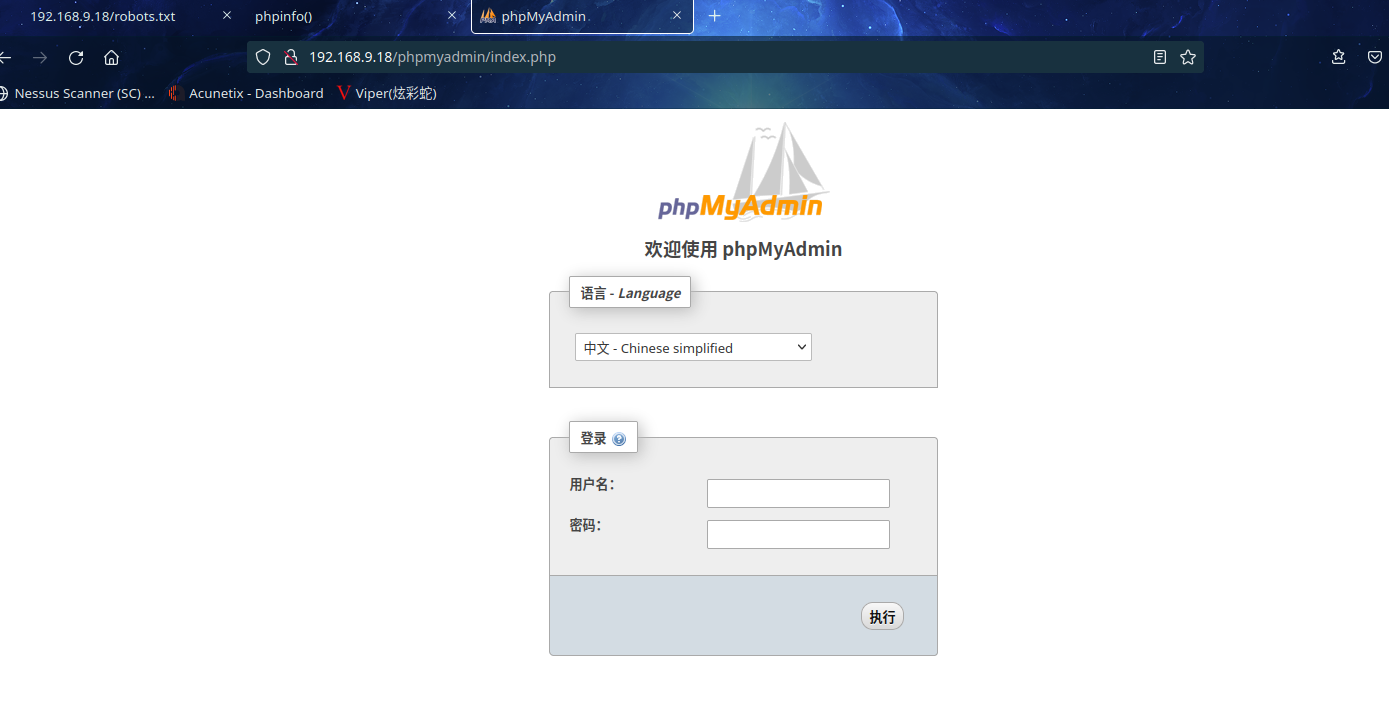 192.168.9.18/robots.txt
phpinfo()
phpMyAdmin
192.168.9.18/phpmyadmin/index.php
Nessus Scanner (SC) ...
Acunetix - Dashboard
Viper(炫彩蛇)
phpMyAdmin
欢迎使用 phpMyAdmin
语言 - Language
中文 - Chinese simplified
登录
用户名：
密码：
执行